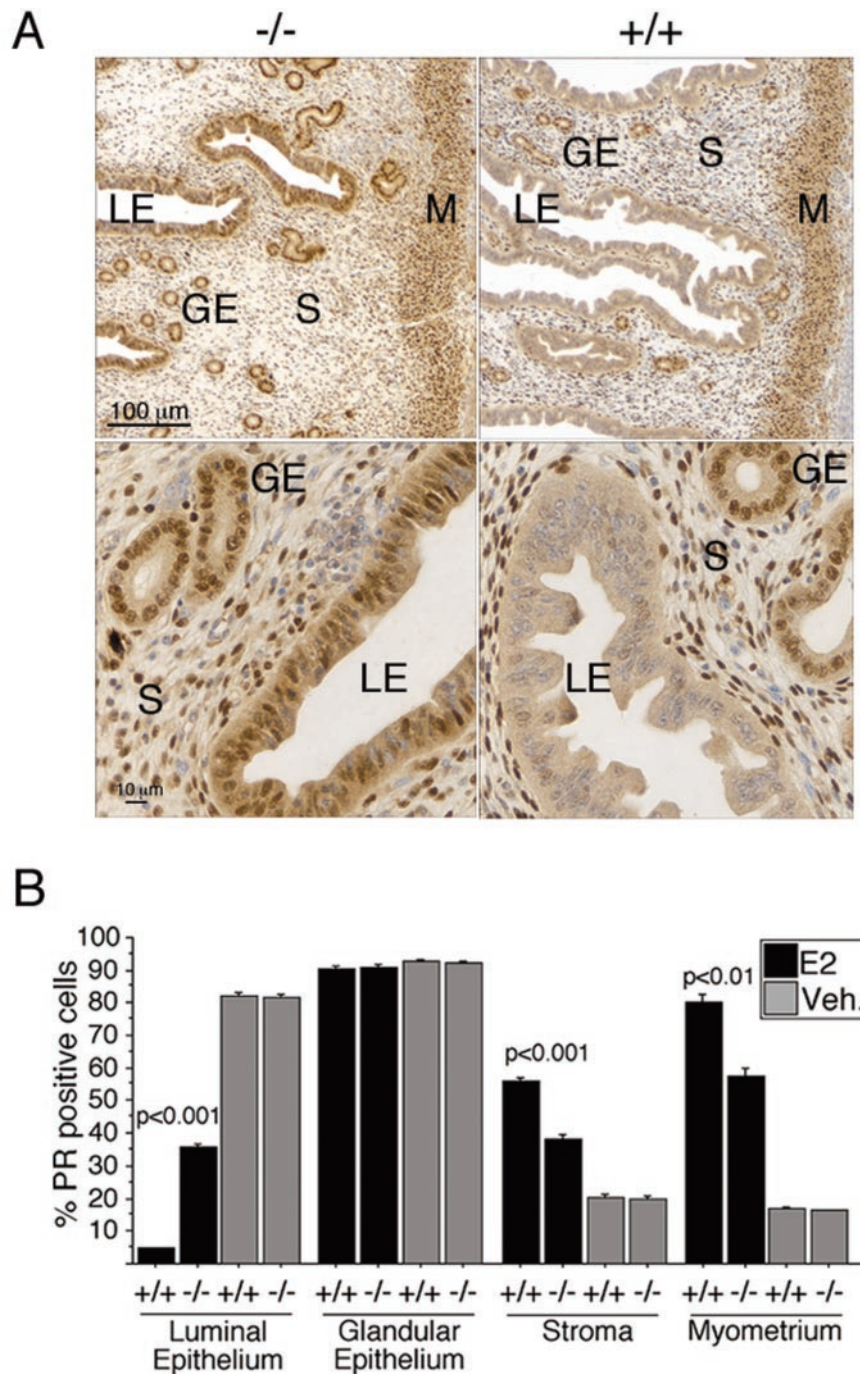 A
-/-
+/+
GE
S
LE
M
GE
S
100 μm
GE
S
LE
M
GE
LE
S
10 μm
GE
S
LE
B
% PR positive cells
100
90
80
70
60
50
40
30
20
10
p<0.001
p<0.001
p<0.01
E2
Veh.
+/+ -/- +/+ -/-
+/+ -/- +/+ -/-
+/+ -/- +/+ -/-
+/+ -/- +/+ -/-
Luminal
Epithelium
Glandular
Epithelium
Stroma
Myometrium